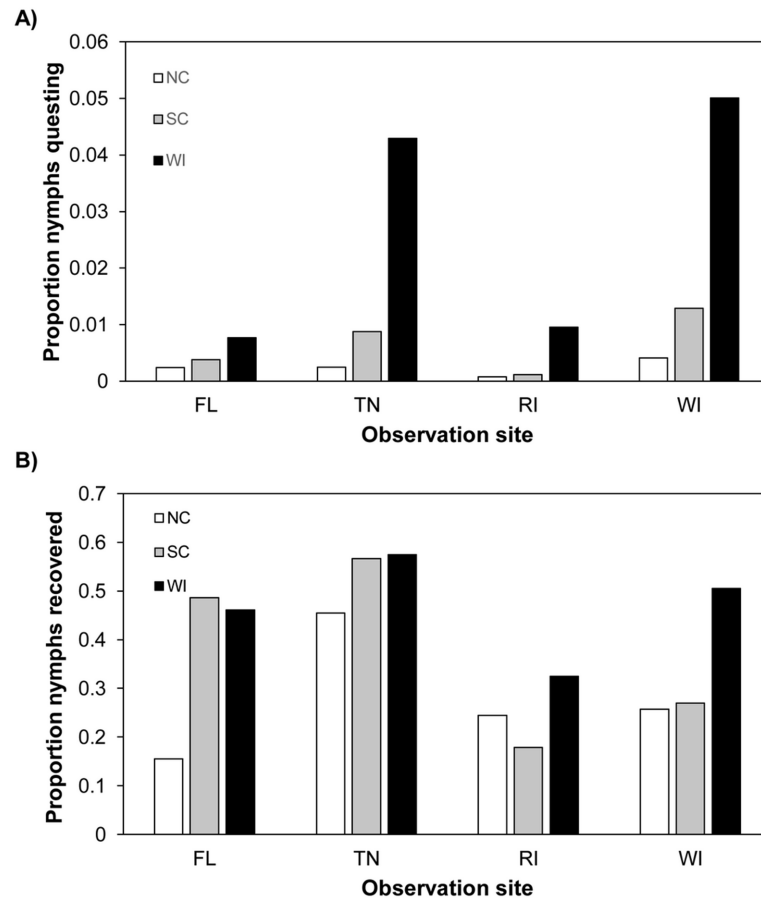 A)
Proportion nymphs questing
0.06
0.05
0.04
0.03
0.02
0.01
0
NC
SC
WI
FL TN RI WI
Observation site
B)
Proportion nymphs recovered
0.7
0.6
0.5
0.4
0.3
0.2
0.1
0
NC
SC
WI
FL TN RI WI
Observation site